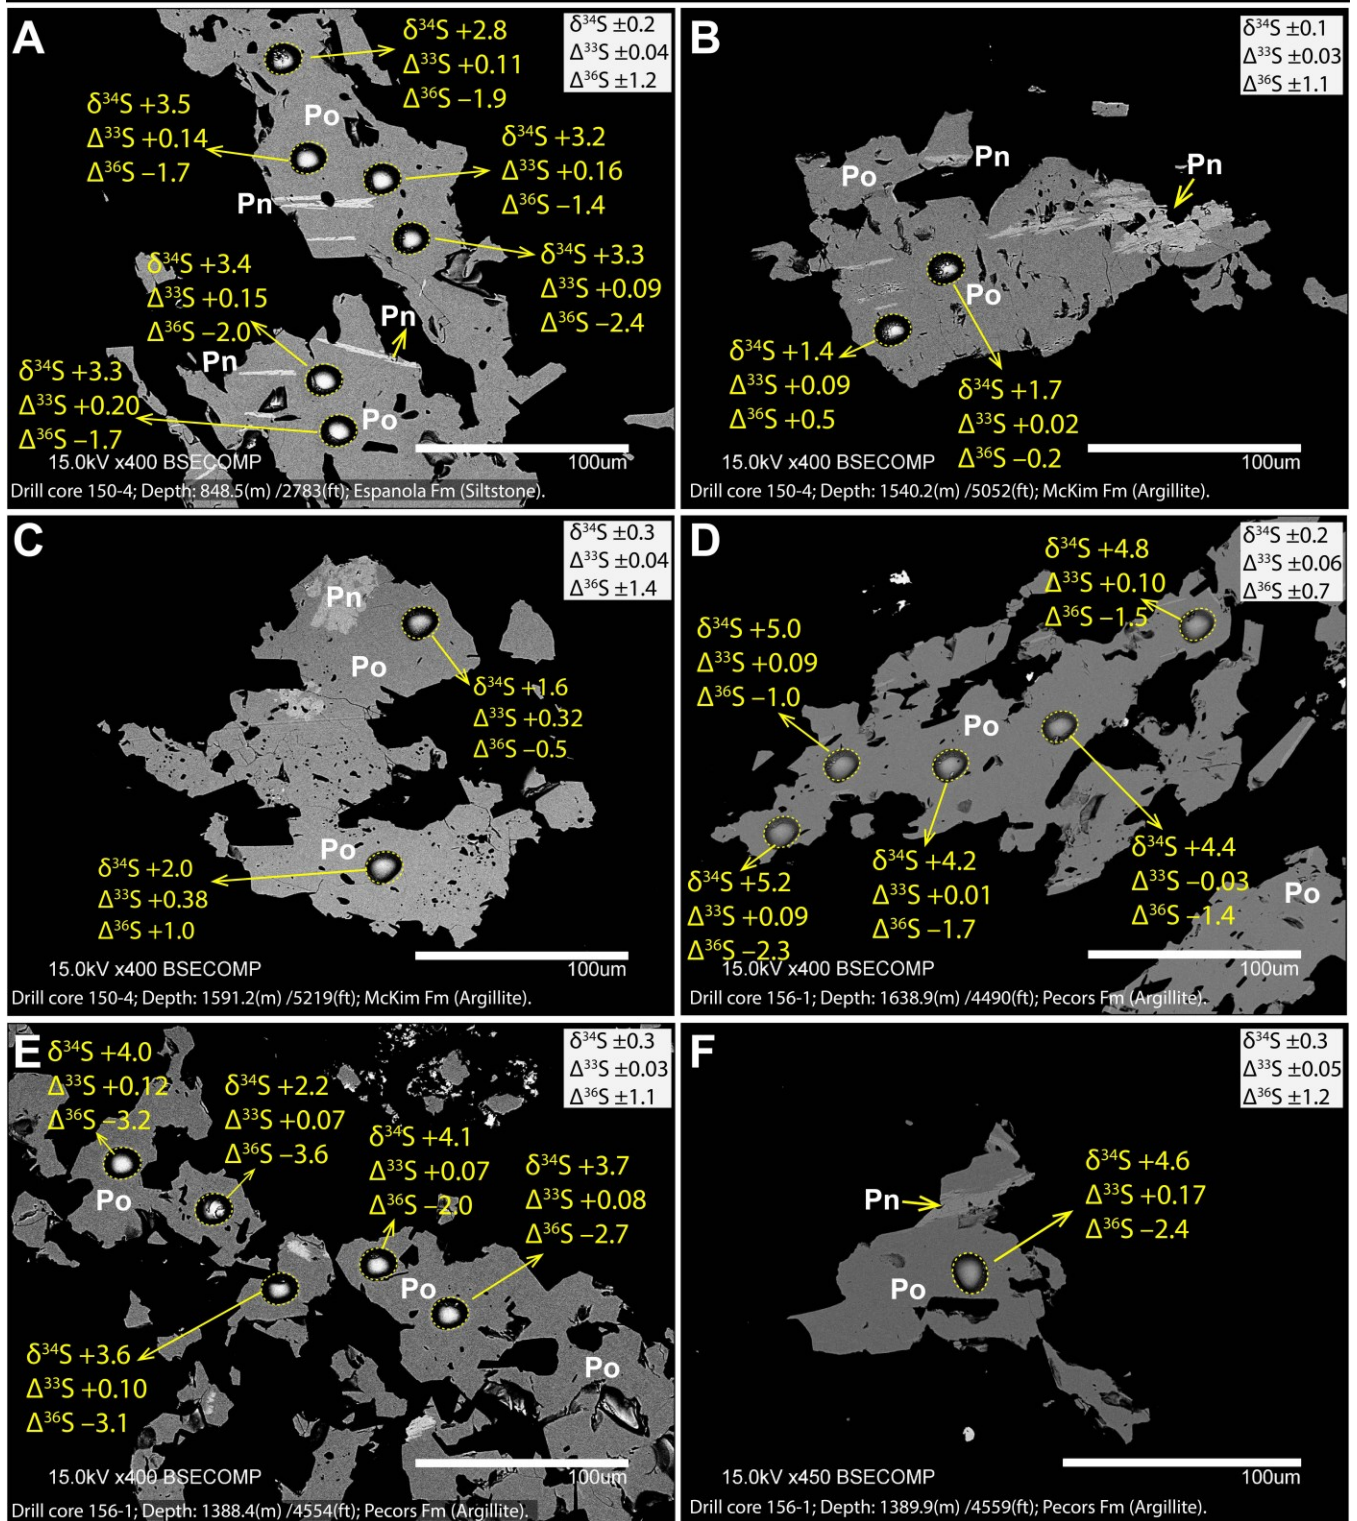 A
δ³⁴S +2.8
Δ³³S +0.11
Δ³⁶S −1.9
δ³⁴S ±0.2
Δ³³S ±0.04
Δ³⁶S ±1.2
δ³⁴S +3.5
Δ³³S +0.14
Δ³⁶S −1.7
Po
δ³⁴S +3.2
Δ³³S +0.16
Δ³⁶S −1.4
Pn
δ³⁴S +3.3
Δ³³S +0.09
Δ³⁶S −2.4
δ³⁴S +3.4
Δ³³S +0.15
Δ³⁶S −2.0
Pn
Pn
δ³⁴S +3.3
Δ³³S +0.20
Δ³⁶S −1.7
Po
15.0kV x400 BSECOMP
100um
Drill core 150-4; Depth: 848.5(m) /2783(ft); Espanola Fm (Siltstone).
B
δ³⁴S ±0.1
Δ³³S ±0.03
Δ³⁶S ±1.1
Po
Pn
Pn
Po
δ³⁴S +1.4
Δ³³S +0.09
Δ³⁶S +0.5
δ³⁴S +1.7
Δ³³S +0.02
Δ³⁶S −0.2
15.0kV x400 BSECOMP
100um
Drill core 150-4; Depth: 1540.2(m) /5052(ft); McKim Fm (Argillite).
C
δ³⁴S ±0.3
Δ³³S ±0.04
Δ³⁶S ±1.4
Pn
Po
δ³⁴S +1.6
Δ³³S +0.32
Δ³⁶S −0.5
Po
δ³⁴S +2.0
Δ³³S +0.38
Δ³⁶S +1.0
15.0kV x400 BSECOMP
100um
Drill core 150-4; Depth: 1591.2(m) /5219(ft); McKim Fm (Argillite).
D
δ³⁴S +4.8
Δ³³S +0.10
Δ³⁶S −1.5
δ³⁴S ±0.2
Δ³³S ±0.06
Δ³⁶S ±0.7
δ³⁴S +5.0
Δ³³S +0.09
Δ³⁶S −1.0
Po
δ³⁴S +5.2
Δ³³S +0.09
Δ³⁶S −2.3
δ³⁴S +4.2
Δ³³S +0.01
Δ³⁶S −1.7
δ³⁴S +4.4
Δ³³S −0.03
Δ³⁶S −1.4
Po
15.0kV x400 BSECOMP
100um
Drill core 156-1; Depth: 1638.9(m) /4490(ft); Pecors Fm (Argillite).
E
δ³⁴S +4.0
Δ³³S +0.12
Δ³⁶S −3.2
δ³⁴S +2.2
Δ³³S +0.07
Δ³⁶S −3.6
δ³⁴S ±0.3
Δ³³S ±0.03
Δ³⁶S ±1.1
δ³⁴S +4.1
Δ³³S +0.07
Δ³⁶S −2.0
δ³⁴S +3.7
Δ³³S +0.08
Δ³⁶S −2.7
Po
Po
δ³⁴S +3.6
Δ³³S +0.10
Δ³⁶S −3.1
Po
15.0kV x400 BSECOMP
100um
Drill core 156-1; Depth: 1388.4(m) /4554(ft); Pecors Fm (Argillite).
F
δ³⁴S ±0.3
Δ³³S ±0.05
Δ³⁶S ±1.2
δ³⁴S +4.6
Δ³³S +0.17
Δ³⁶S −2.4
Pn
Po
15.0kV x450 BSECOMP
100um
Drill core 156-1; Depth: 1389.9(m) /4559(ft); Pecors Fm (Argillite).